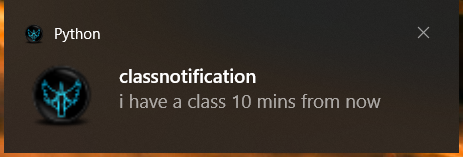 Python
classnotification
i have a class 10 mins from now